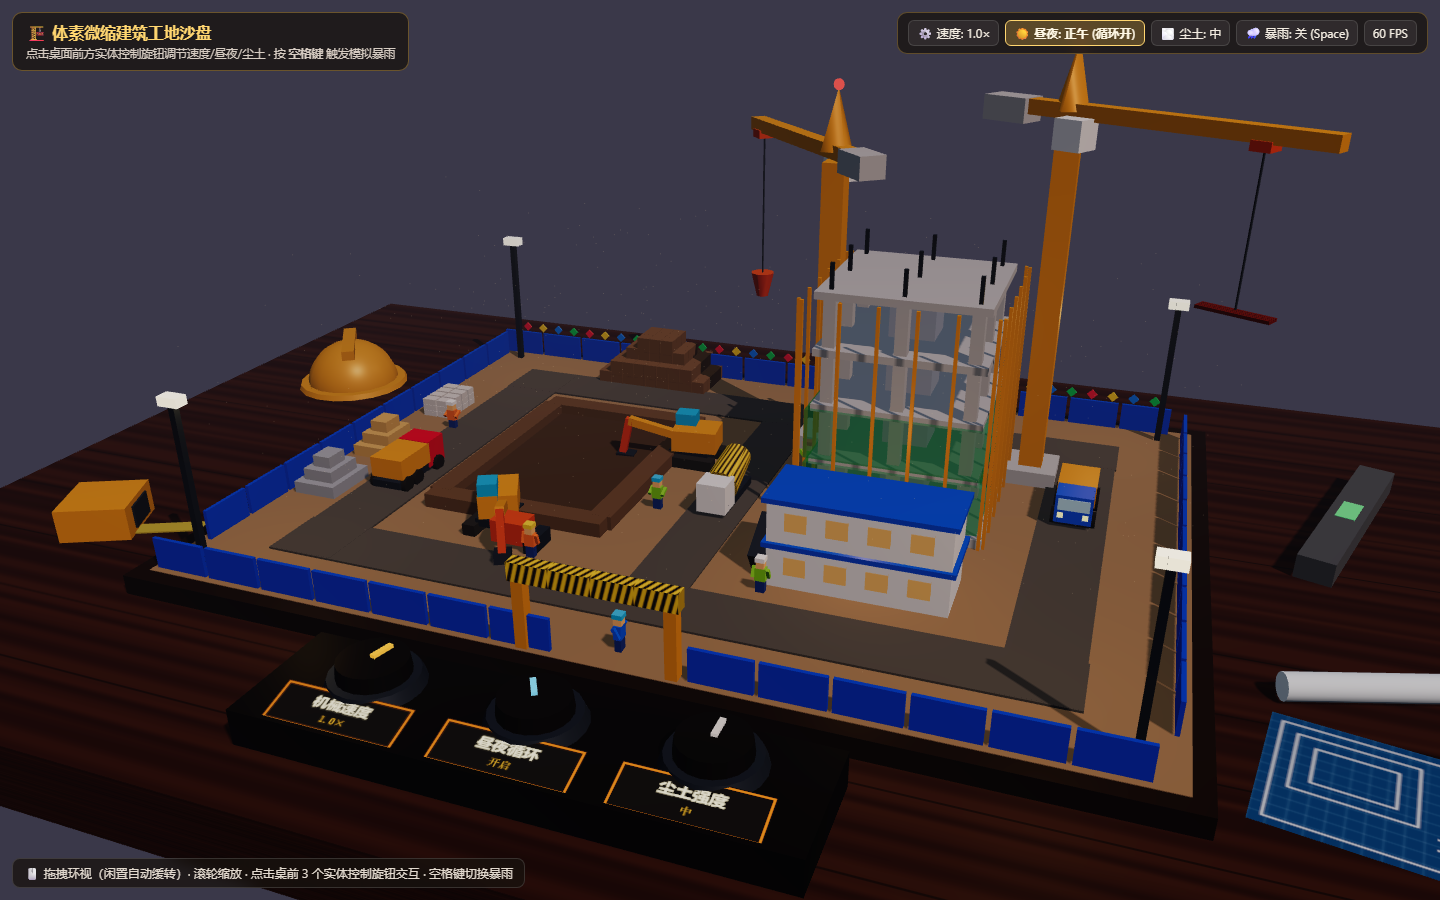 体素微缩建筑工地沙盘
点击桌面前方实体控制旋钮调节速度/昼夜/尘土 · 按 空格键 触发模拟暴雨
速度: 1.0×
昼夜: 正午 (循环开)
尘土: 中
暴雨: 关 (Space)
60 FPS
机械速度
1.0×
昼夜循环
开启
尘土强度
中
拖拽环视（闲置自动缓转）· 滚轮缩放 · 点击桌前 3 个实体控制旋钮交互 · 空格键切换暴雨